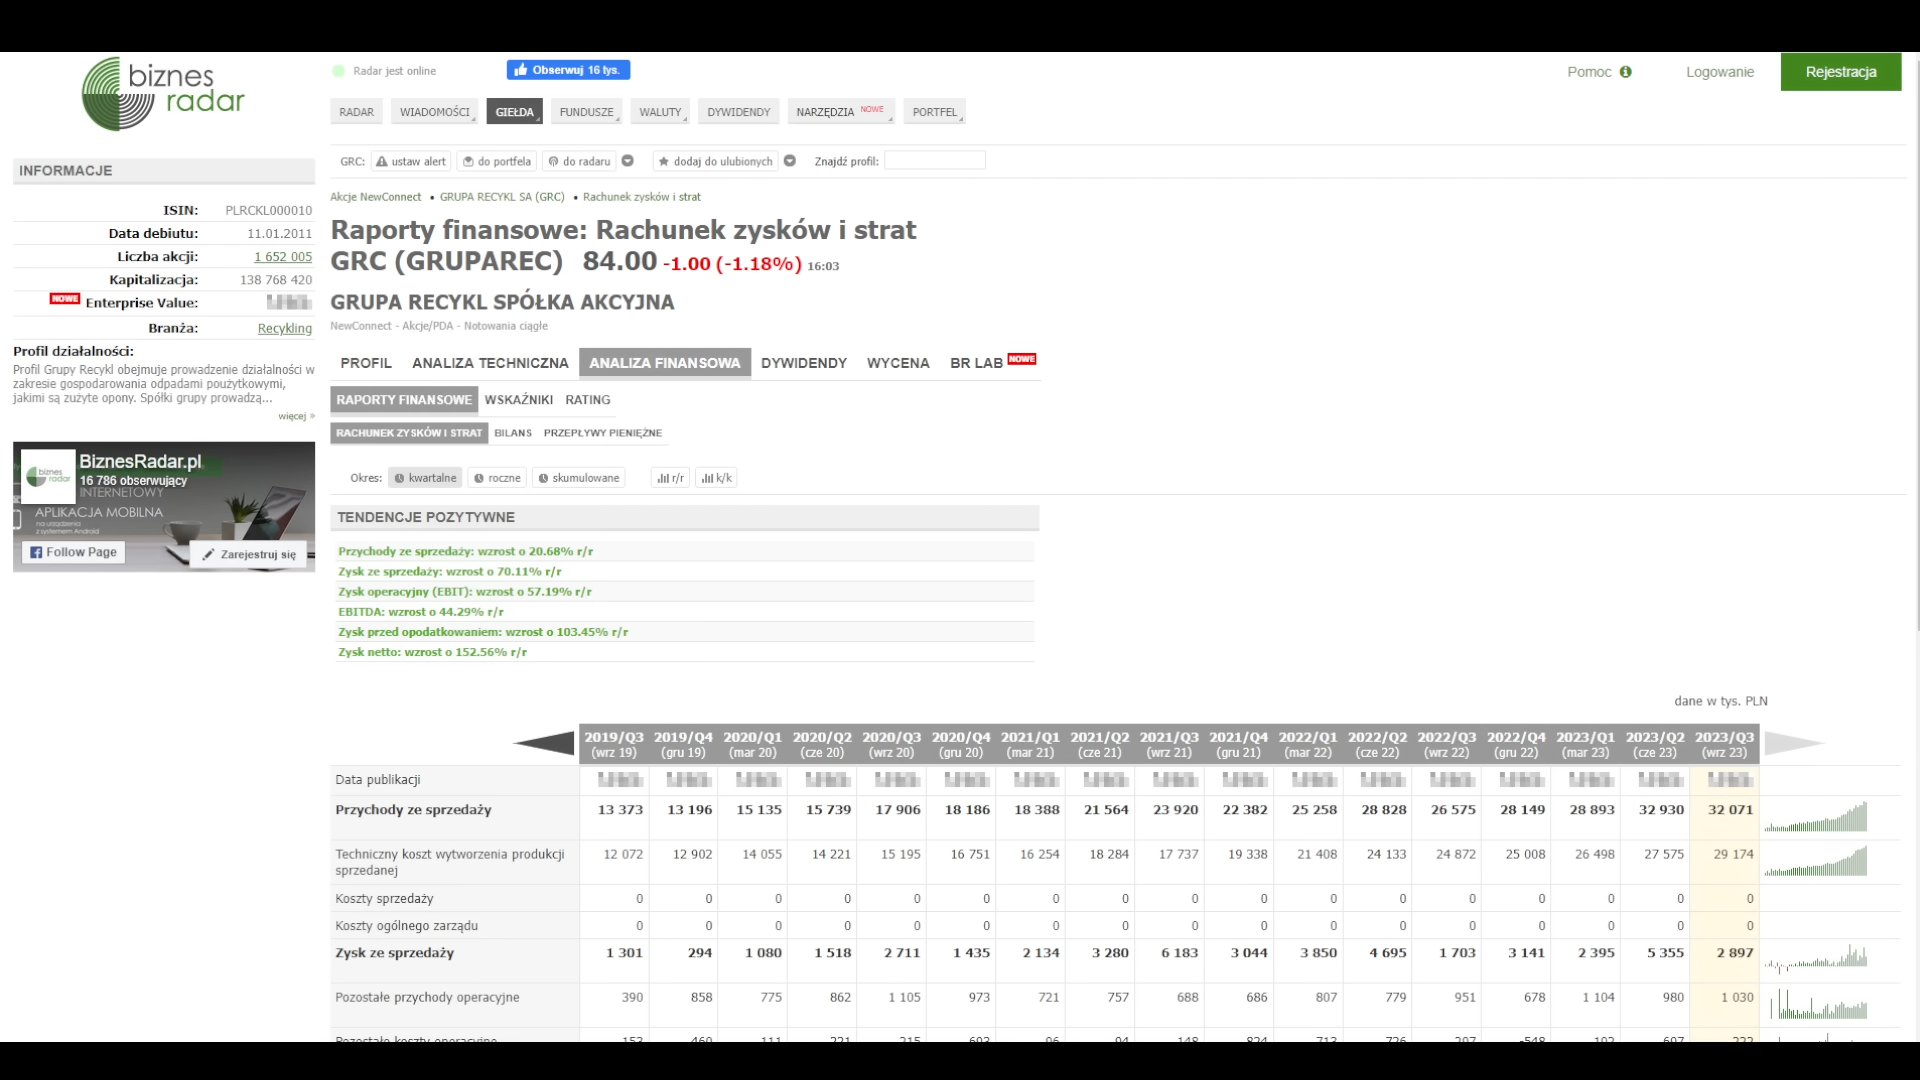 biznes
radar
Radar jest online
Obserwuj 16 tys.
Pomoc
Logowanie
Rejestracja
RADAR
WIADOMOŚCI
GIEŁDA
FUNDUSZE
WALUTY
DYWIDENDY
NARZĘDZIA NOWE
PORTFEL
GRC: ustaw alert do portfela do radaru dodaj do ulubionych Znajdź profil:
Akcje NewConnect • GRUPA RECYKL SA (GRC) • Rachunek zysków i strat
Raporty finansowe: Rachunek zysków i strat
GRC (GRUPAREC) 84.00 -1.00 (-1.18%) 16:03
GRUPA RECYKL SPÓŁKA AKCYJNA
NewConnect - Akcje/PDA - Notowania ciągłe
INFORMACJE
ISIN: PLRCKL000010
Data debiutu: 11.01.2011
Liczba akcji: 1 652 005
Kapitalizacja: 138 768 420
NOWE Enterprise Value:
Branża: Recykling
Profil działalności:
Profil Grupy Recykl obejmuje prowadzenie działalności w
zakresie gospodarowania odpadami poużytkowymi,
jakimi są zużyte opony. Spółki grupy prowadzą...
więcej »
BiznesRadar.pl
16 786 obserwujący
INTERNETOWY
APLIKACJA MOBILNA
na urządzenia
z systemem Android
Follow Page
Zarejestruj się
PROFIL ANALIZA TECHNICZNA ANALIZA FINANSOWA DYWIDENDY WYCENA BR LAB NOWE
RAPORTY FINANSOWE WSKAŹNIKI RATING
RACHUNEK ZYSKÓW I STRAT BILANS PRZEPŁYWY PIENIĘŻNE
Okres: kwartalne roczne skumulowane r/r k/k
TENDENCJE POZYTYWNE
Przychody ze sprzedaży: wzrost o 20.68% r/r
Zysk ze sprzedaży: wzrost o 70.11% r/r
Zysk operacyjny (EBIT): wzrost o 57.19% r/r
EBITDA: wzrost o 44.29% r/r
Zysk przed opodatkowaniem: wzrost o 103.45% r/r
Zysk netto: wzrost o 152.56% r/r
dane w tys. PLN
2019/Q3 2019/Q4 2020/Q1 2020/Q2 2020/Q3 2020/Q4 2021/Q1 2021/Q2 2021/Q3 2021/Q4 2022/Q1 2022/Q2 2022/Q3 2022/Q4 2023/Q1 2023/Q2 2023/Q3
(wrz 19) (gru 19) (mar 20) (cze 20) (wrz 20) (gru 20) (mar 21) (cze 21) (wrz 21) (gru 21) (mar 22) (cze 22) (wrz 22) (gru 22) (mar 23) (cze 23) (wrz 23)
Data publikacji
Przychody ze sprzedaży 13 373 13 196 15 135 15 739 17 906 18 186 18 388 21 564 23 920 22 382 25 258 28 828 26 575 28 149 28 893 32 930 32 071
Techniczny koszt wytworzenia produkcji
sprzedanej 12 072 12 902 14 055 14 221 15 195 16 751 16 254 18 284 17 737 19 338 21 408 24 133 24 872 25 008 26 498 27 575 29 174
Koszty sprzedaży 0 0 0 0 0 0 0 0 0 0 0 0 0 0 0 0 0
Koszty ogólnego zarządu 0 0 0 0 0 0 0 0 0 0 0 0 0 0 0 0 0
Zysk ze sprzedaży 1 301 294 1 080 1 518 2 711 1 435 2 134 3 280 6 183 3 044 3 850 4 695 1 703 3 141 2 395 5 355 2 897
Pozostałe przychody operacyjne 390 858 775 862 1 105 973 721 757 688 686 807 779 951 678 1 104 980 1 030